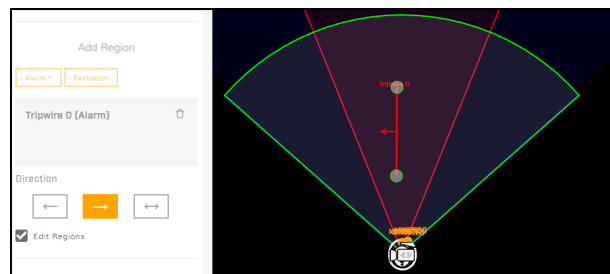 Add Region
Alarm
Exclusion
Tripwire 0 [Alarm]
Direction
Edit Regions
Tripwire 0